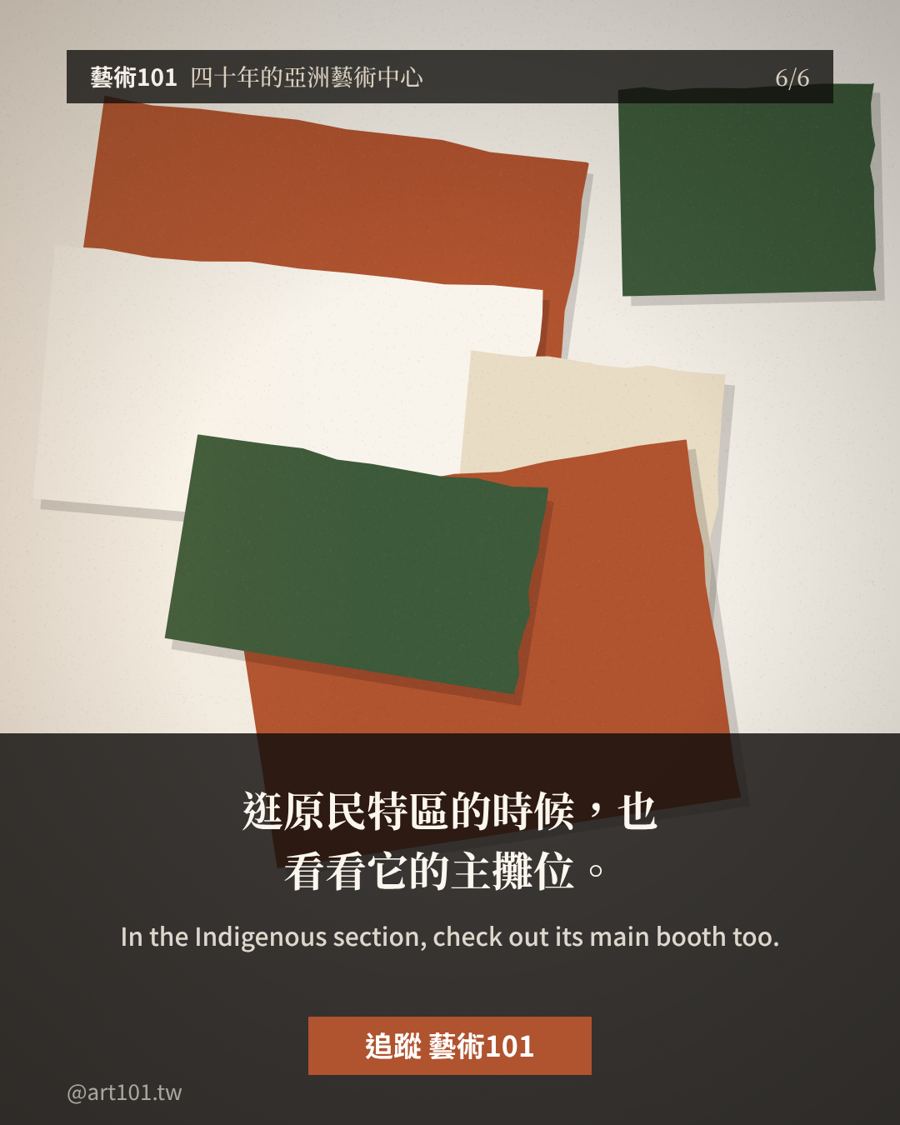 藝術101 四十年的亞洲藝術中心 6/6
逛原民特區的時候，也
看看它的主攤位。
In the Indigenous section, check out its main booth too.
追蹤 藝術101
@art101.tw